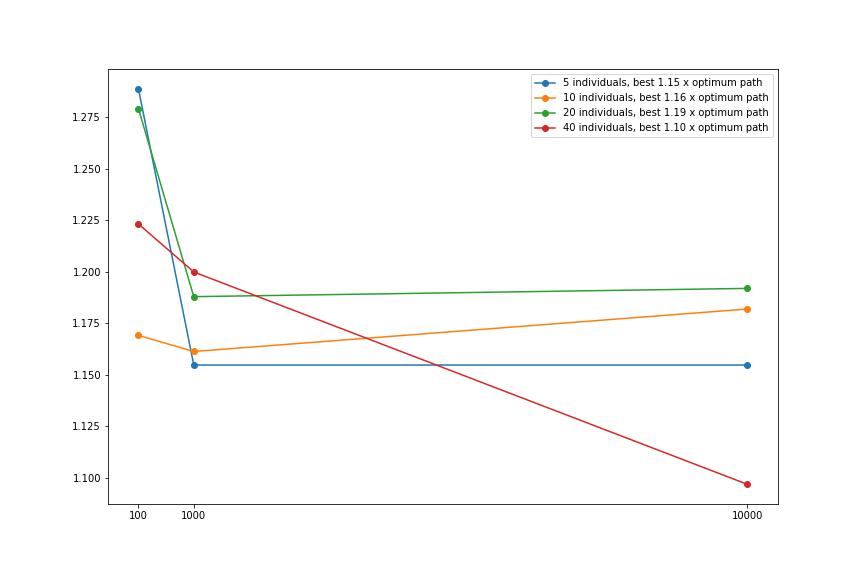 5 individuals, best 1.15 x optimum path
10 individuals, best 1.16 x optimum path
20 individuals, best 1.19 x optimum path
40 individuals, best 1.10 x optimum path
1.275
1.250
1.225
1.200
1.175
1.150
1.125
1.100
100 1000 10000